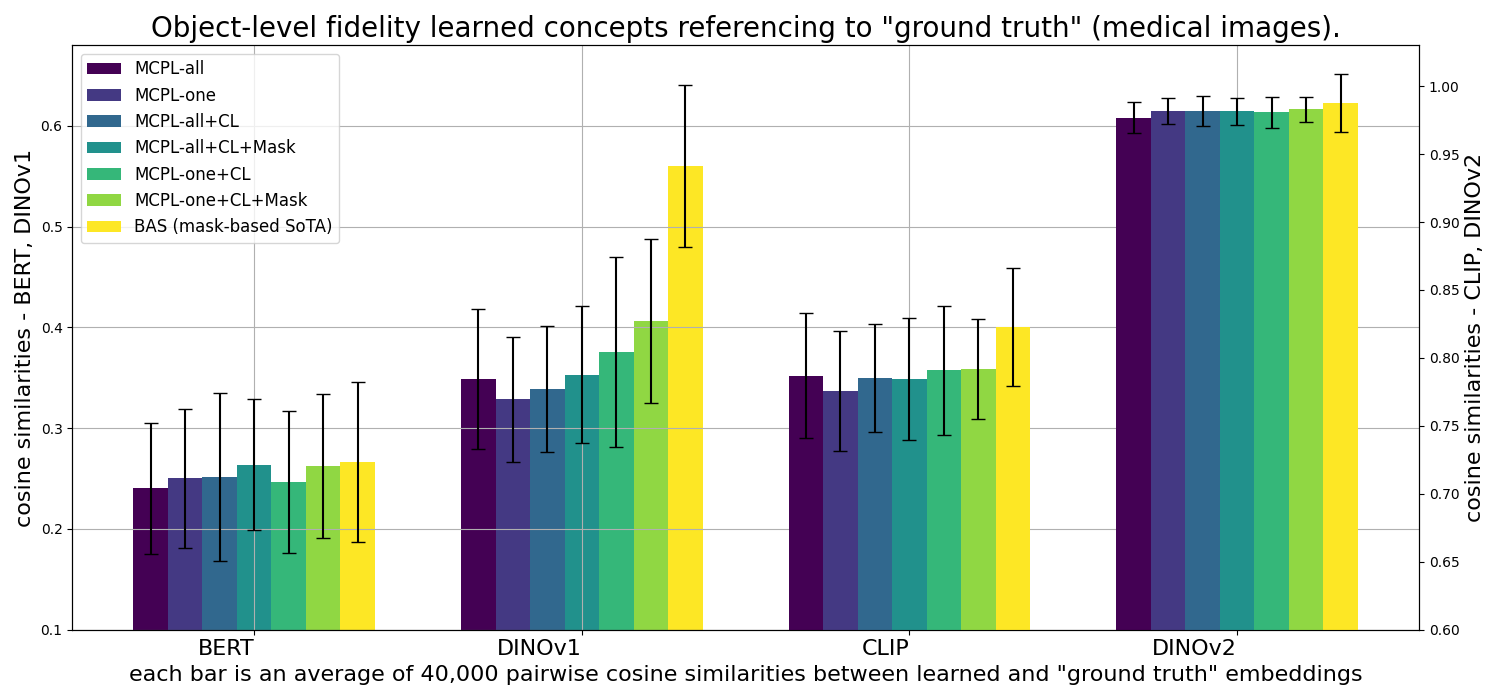 Object-level fidelity learned concepts referencing to "ground truth" (medical images).
MCPL-all
MCPL-one
MCPL-all+CL
MCPL-all+CL+Mask
MCPL-one+CL
MCPL-one+CL+Mask
BAS (mask-based SoTA)
cosine similarities - BERT, DINOv1
0.6
0.5
0.4
0.3
0.2
0.1
1.00
0.95
0.90
0.85
0.80
0.75
0.70
0.65
0.60
cosine similarities - CLIP, DINOv2
BERT DINOv1 CLIP DINOv2
each bar is an average of 40,000 pairwise cosine similarities between learned and "ground truth" embeddings